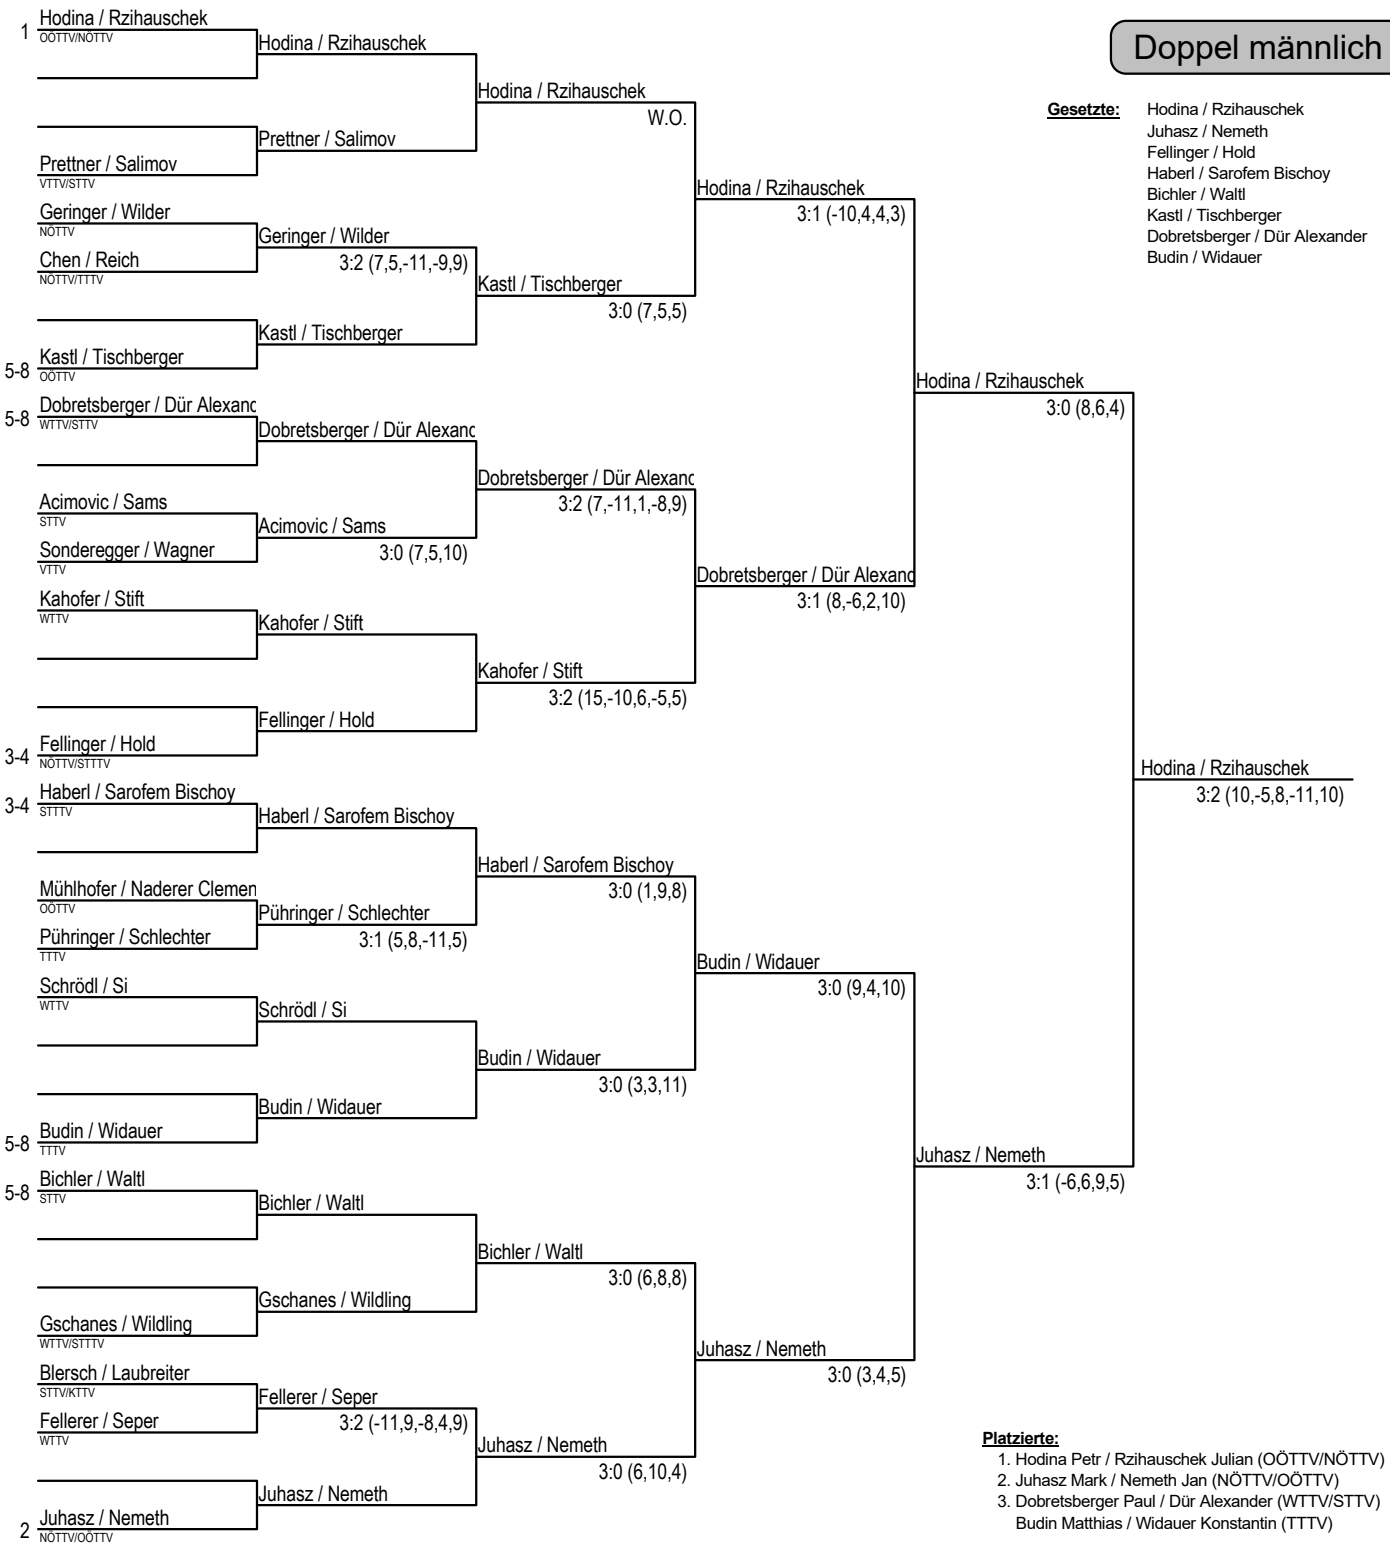 Doppel männlich
Gesetzte:
Hodina / Rzihauschek
Juhasz / Nemeth
Fellinger / Hold
Haberl / Sarofem Bischoy
Bichler / Waltl
Kastl / Tischberger
Dobretsberger / Dür Alexander
Budin / Widauer
1 Hodina / Rzihauschek
OÖTTV/NÖTTV
Prettner / Salimov
VTTV/STTV
Geringer / Wilder
NÖTTV
Chen / Reich
NÖTTV/TTTV
5-8 Kastl / Tischberger
OÖTTV
5-8 Dobretsberger / Dür Alexanc
WTTV/STTV
Acimovic / Sams
STTV
Sonderegger / Wagner
VTTV
Kahofer / Stift
WTTV
3-4 Fellinger / Hold
NÖTTV/STTTV
3-4 Haberl / Sarofem Bischoy
STTTV
Mühlhofer / Naderer Clemen
OÖTTV
Pühringer / Schlechter
TTTV
Schrödl / Si
WTTV
5-8 Budin / Widauer
TTTV
5-8 Bichler / Waltl
STTV
Gschanes / Wildling
WTTV/STTTV
Blersch / Laubreiter
STTV/KTTV
Fellerer / Seper
WTTV
2 Juhasz / Nemeth
NÖTTV/OÖTTV
Hodina / Rzihauschek
Prettner / Salimov
Geringer / Wilder
3:2 (7,5,-11,-9,9)
Kastl / Tischberger
Dobretsberger / Dür Alexanc
Acimovic / Sams
3:0 (7,5,10)
Kahofer / Stift
Fellinger / Hold
Haberl / Sarofem Bischoy
Pühringer / Schlechter
3:1 (5,8,-11,5)
Schrödl / Si
Budin / Widauer
Bichler / Waltl
Gschanes / Wildling
Fellerer / Seper
3:2 (-11,9,-8,4,9)
Juhasz / Nemeth
Hodina / Rzihauschek
W.O.
Kastl / Tischberger
3:0 (7,5,5)
Dobretsberger / Dür Alexanc
3:2 (7,-11,1,-8,9)
Kahofer / Stift
3:2 (15,-10,6,-5,5)
Haberl / Sarofem Bischoy
3:0 (1,9,8)
Budin / Widauer
3:0 (3,3,11)
Bichler / Waltl
3:0 (6,8,8)
Juhasz / Nemeth
3:0 (6,10,4)
Hodina / Rzihauschek
3:1 (-10,4,4,3)
Dobretsberger / Dür Alexand
3:1 (8,-6,2,10)
Budin / Widauer
3:0 (9,4,10)
Juhasz / Nemeth
3:0 (3,4,5)
Hodina / Rzihauschek
3:0 (8,6,4)
Juhasz / Nemeth
3:1 (-6,6,9,5)
Hodina / Rzihauschek
3:2 (10,-5,8,-11,10)
Platzierte:
1. Hodina Petr / Rzihauschek Julian (OÖTTV/NÖTTV)
2. Juhasz Mark / Nemeth Jan (NÖTTV/OÖTTV)
3. Dobretsberger Paul / Dür Alexander (WTTV/STTV)
Budin Matthias / Widauer Konstantin (TTTV)